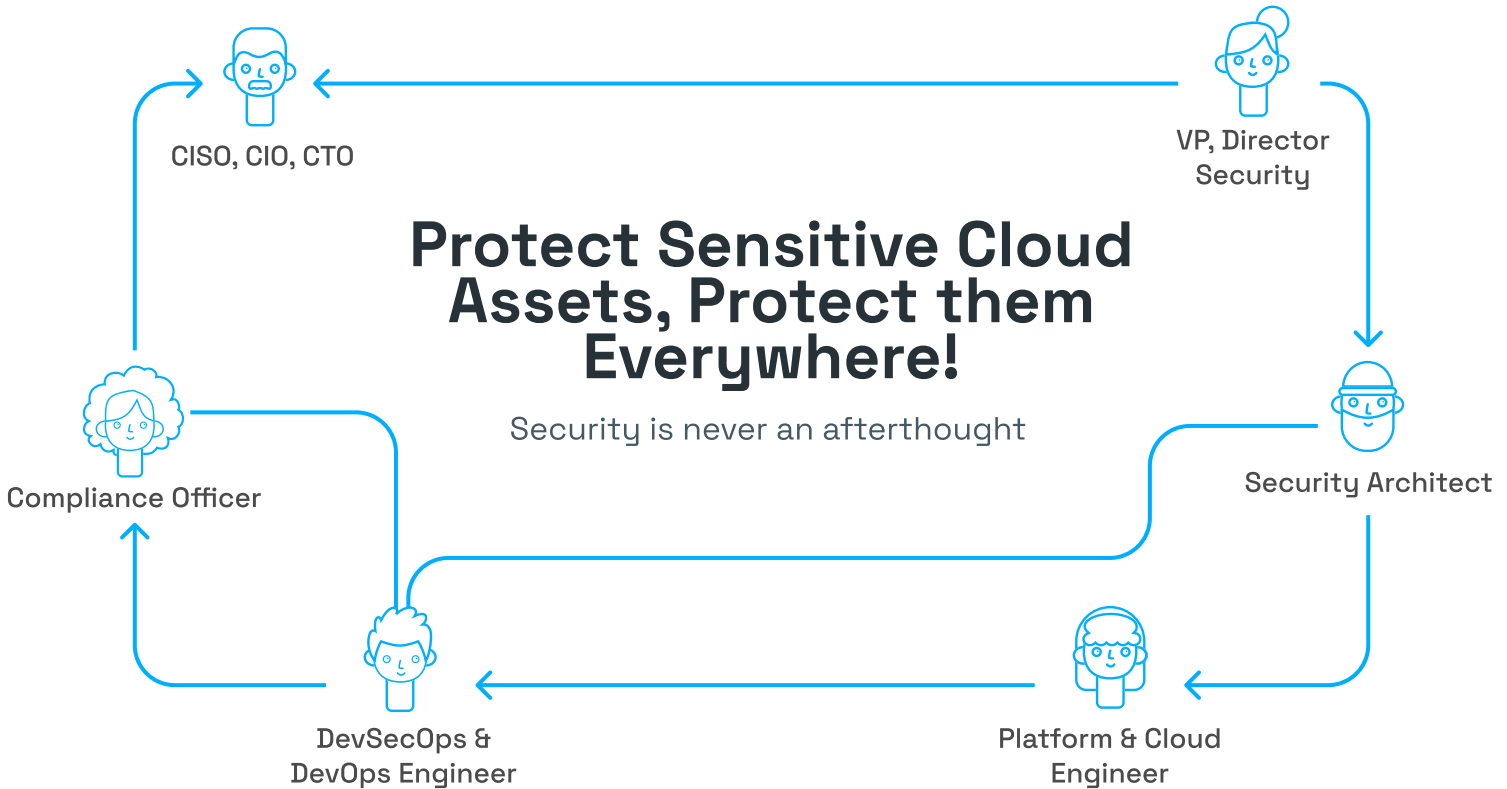 CISO, CIO, CTO
VP, Director
Security
Protect Sensitive Cloud
Assets, Protect them
Everywhere!
Security is never an afterthought
Compliance Officer
Security Architect
DevSecOps &
DevOps Engineer
Platform & Cloud
Engineer